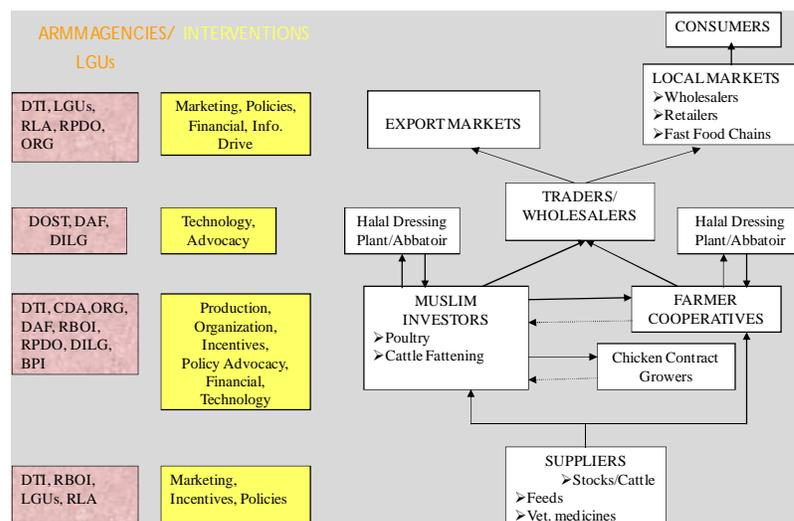 ARMMAGENCIES/ INTERVENTIONS
LGUs
DTI, LGUs,
RLA, RPDO,
ORG
Marketing, Policies,
Financial, Info.
Drive
EXPORT MARKETS
CONSUMERS
LOCAL MARKETS
➢Wholesalers
➢Retailers
➢Fast Food Chains
DOST, DAF,
DILG
Technology,
Advocacy
Halal Dressing
Plant/Abbatoir
TRADERS/
WHOLESALERS
Halal Dressing
Plant/Abbatoir
DTI, CDA,ORG,
DAF, RBOI,
RPDO, DILG,
BPI
Production,
Organization,
Incentives,
Policy Advocacy,
Financial,
Technology
MUSLIM
INVESTORS
➢Poultry
➢Cattle Fattening
FARMER
COOPERATIVES
Chicken Contract
Growers
DTI, RBOI,
LGUs, RLA
Marketing,
Incentives, Policies
SUPPLIERS
➢Stocks/Cattle
➢Feeds
➢Vet. medicines